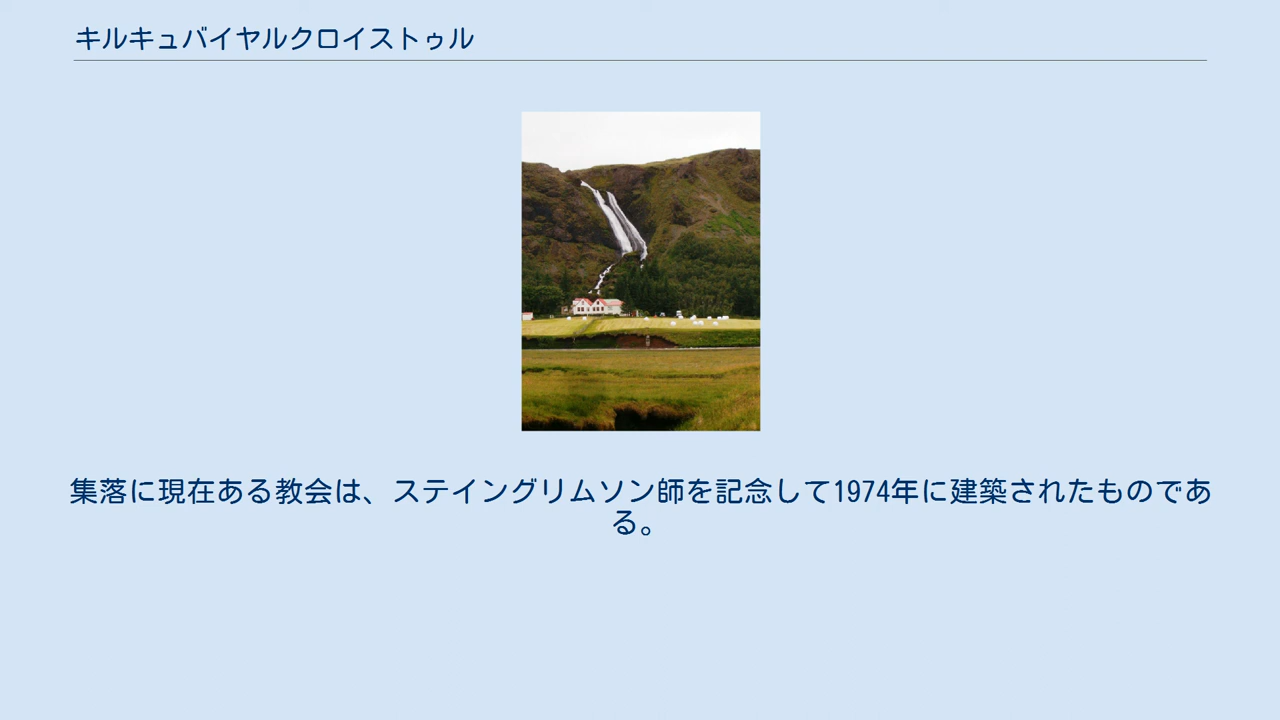 キルキュバイヤルクロイストゥル
集落に現在ある教会は、ステイングリムソン師を記念して1974年に建築されたものであ
る。